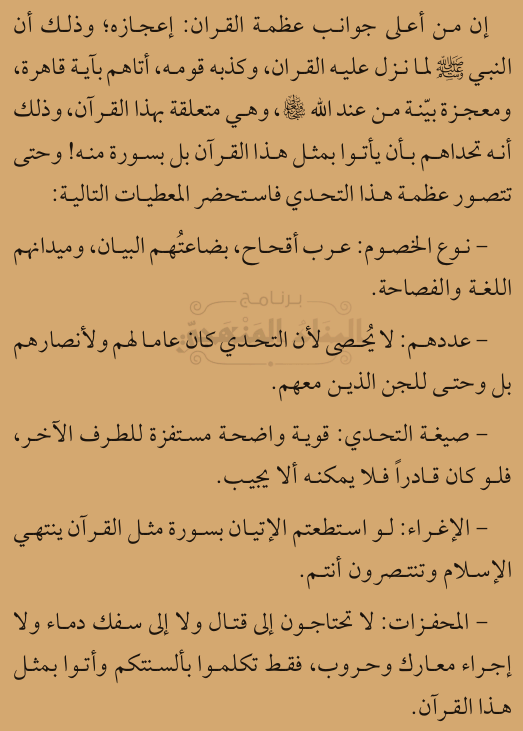 إن من أعلى جوانب عظمة القران: إعجازه؛ وذلك أن
النبي ﷺ لما نزل عليه القران، وكذبه قومه، أتاهم بآية قاهرة،
ومعجزة بيّنة من عند الله ﷻ، وهي متعلقة بهذا القرآن، وذلك
أنه تحداهم بأن يأتوا بمثل هذا القرآن بل بسورة منه! وحتى
تتصور عظمة هذا التحدي فاستحضر المعطيات التالية:
– نوع الخصوم: عرب أقحاح، بضاعتُهم البيان، وميدانهم
اللغة والفصاحة.
برنامج
– عددهم: لا يُحصى لأن التحدي كان عاما لهم ولأنصارهم
بل وحتى للجن الذين معهم.
– صيغة التحدي: قوية واضحة مستفزة للطرف الآخر،
فلو كان قادراً فلا يمكنه ألا يجيب.
– الإغراء: لو استطعتم الإتيان بسورة مثل القرآن ينتهي
الإسلام وتنتصرون أنتم.
– المحفزات: لا تحتاجون إلى قتال ولا إلى سفك دماء ولا
إجراء معارك وحروب، فقط تكلموا بألسنتكم وأتوا بمثل
هذا القرآن.